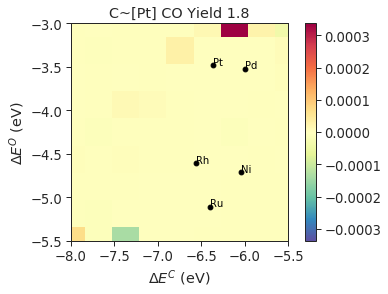 C~[Pt] CO Yield 1.8
−3.0
−3.5
−4.0
−4.5
−5.0
−5.5
ΔE^O (eV)
Pt
Pd
Rh
Ni
Ru
−8.0 −7.5 −7.0 −6.5 −6.0 −5.5
ΔE^C (eV)
0.0003
0.0002
0.0001
0.0000
−0.0001
−0.0002
−0.0003